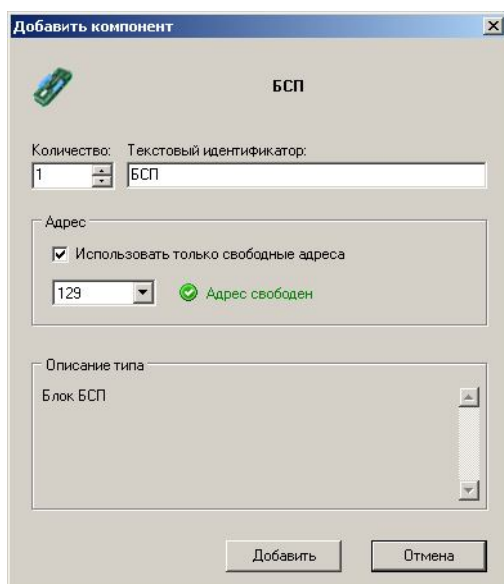 Добавить компонент
БСП
Количество: Текстовый идентификатор:
1 БСП
Адрес
Использовать только свободные адреса
129 Адрес свободен
Описание типа
Блок БСП
Добавить Отмена